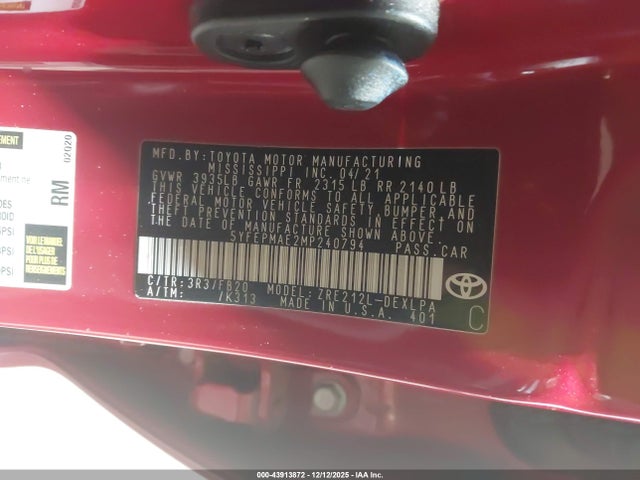 EMENT
02020
RM
MFD.BY: TOYOTA MOTOR MANUFACTURING
MISSISSIPPI INC. 04/21
GVWR 3935LB GAWR FR 2315 LB RR 2140 LB
THIS VEHICLE CONFORMS TO ALL APPLICABLE
FEDERAL MOTOR VEHICLE SAFETY, BUMPER, AND
THEFT PREVENTION STANDARDS IN EFFECT ON
THE DATE OF MANUFACTURE SHOWN ABOVE.
5YFEPMAE2MP240794 PASS.CAR
C/TR: 3R3/FB20 MODEL: ZRE212L-DEXLPA
A/TM: /K313 MADE IN U.S.A. 401
TOYOTA
C
000-43913872 - 12/12/2025 - IAA